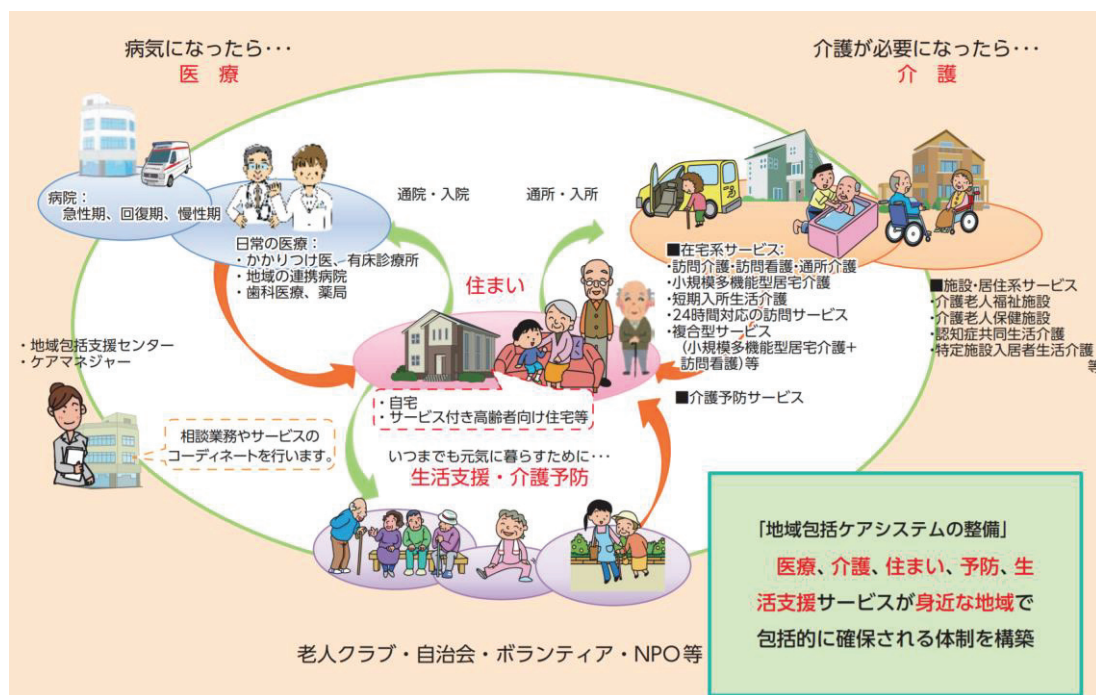 病気になったら･･･
医　療
介護が必要になったら･･･
介　護
病院：
急性期、回復期、慢性期
日常の医療：
・かかりつけ医、有床診療所
・地域の連携病院
・歯科医療、薬局
通院・入院
通所・入所
住まい
・自宅
・サービス付き高齢者向け住宅等
■在宅系サービス：
・訪問介護・訪問看護・通所介護
・小規模多機能型居宅介護
・短期入所生活介護
・24時間対応の訪問サービス
・複合型サービス
（小規模多機能型居宅介護＋
訪問看護）等
■介護予防サービス
■施設・居住系サービス
・介護老人福祉施設
・介護老人保健施設
・認知症共同生活介護
・特定施設入居者生活介護
等
・地域包括支援センター
・ケアマネジャー
相談業務やサービスの
コーディネートを行います。
いつまでも元気に暮らすために･･･
生活支援・介護予防
老人クラブ・自治会・ボランティア・NPO等
「地域包括ケアシステムの整備」
医療、介護、住まい、予防、生
活支援サービスが身近な地域で
包括的に確保される体制を構築